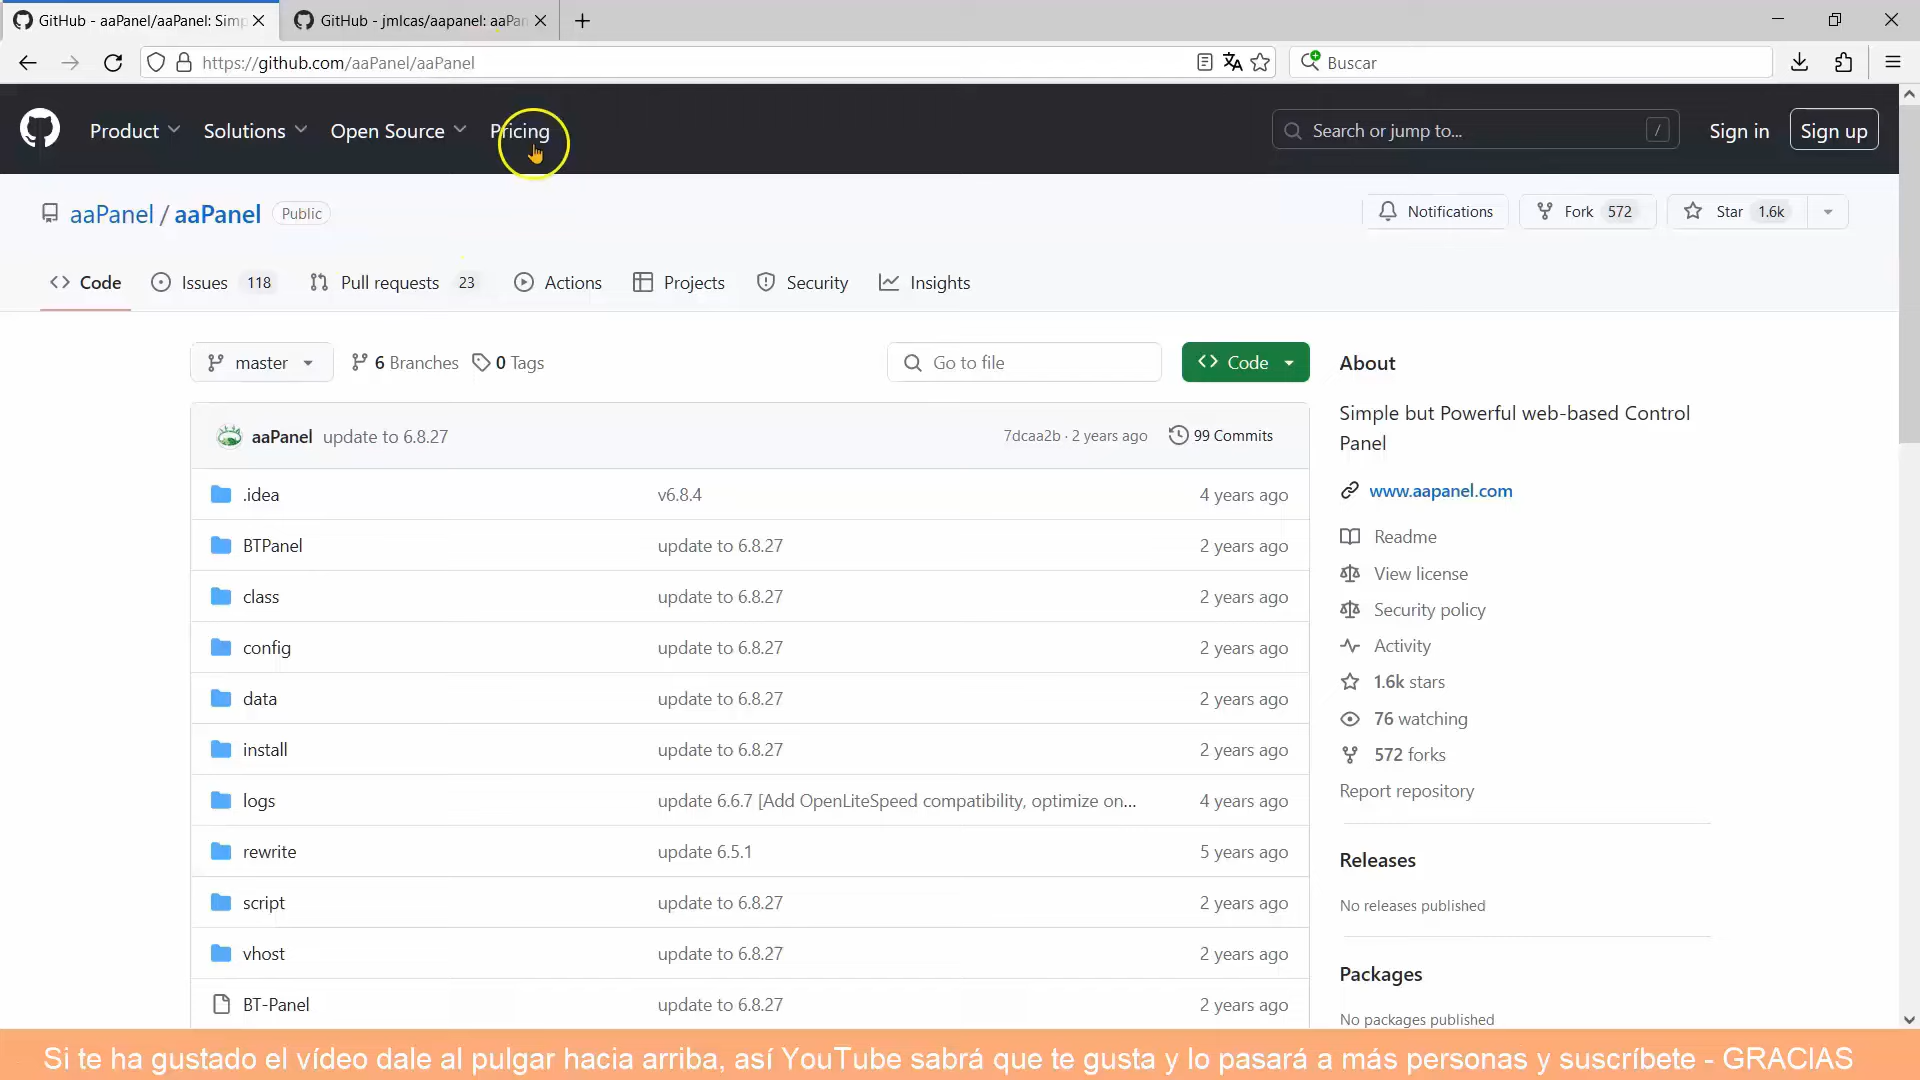 GitHub - aaPanel/aaPanel: Simp
GitHub - jmlcas/aapanel: aaPan
https://github.com/aaPanel/aaPanel
Buscar
Product
Solutions
Open Source
Pricing
Search or jump to...
/
Sign in
Sign up
aaPanel / aaPanel
Public
Notifications
Fork 572
Star 1.6k
Code
Issues 118
Pull requests 23
Actions
Projects
Security
Insights
master
6 Branches
0 Tags
Go to file
Code
About
Simple but Powerful web-based Control
Panel
www.aapanel.com
Readme
View license
Security policy
Activity
1.6k stars
76 watching
572 forks
Report repository
Releases
No releases published
Packages
No packages published
aaPanel update to 6.8.27 7dcaa2b · 2 years ago 99 Commits
.idea v6.8.4 4 years ago
BTPanel update to 6.8.27 2 years ago
class update to 6.8.27 2 years ago
config update to 6.8.27 2 years ago
data update to 6.8.27 2 years ago
install update to 6.8.27 2 years ago
logs update 6.6.7 [Add OpenLiteSpeed compatibility, optimize on... 4 years ago
rewrite update 6.5.1 5 years ago
script update to 6.8.27 2 years ago
vhost update to 6.8.27 2 years ago
BT-Panel update to 6.8.27 2 years ago
Si te ha gustado el vídeo dale al pulgar hacia arriba, así YouTube sabrá que te gusta y lo pasará a más personas y suscríbete - GRACIAS